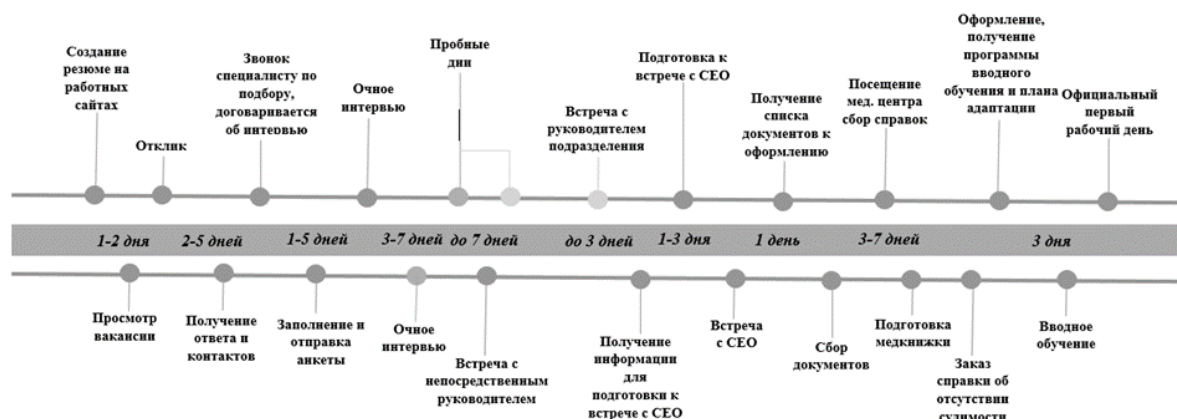 Создание
резюме на
работных
сайтах
Отклик
Звонок
специалисту по
подбору,
договаривается
об интервью
Очное
интервью
Пробные
дни
Встреча с
руководителем
подразделения
Подготовка к
встрече с CEO
Получение
списка
документов к
оформлению
Посещение
мед. центра
сбор справок
Оформление,
получение
программы
вводного
обучения и плана
адаптации
Официальный
первый
рабочий день
1-2 дня
2-5 дней
1-5 дней
3-7 дней
до 7 дней
до 3 дней
1-3 дня
1 день
3-7 дней
3 дня
Просмотр
вакансии
Получение
ответа и
контактов
Заполнение и
отправка
анкеты
Очное
интервью
Встреча с
непосредственным
руководителем
Получение
информации
для
подготовки к
встрече с CEO
Встреча
с CEO
Сбор
документов
Подготовка
медкнижки
Заказ
справки об
отсутствии
судимости
Вводное
обучение